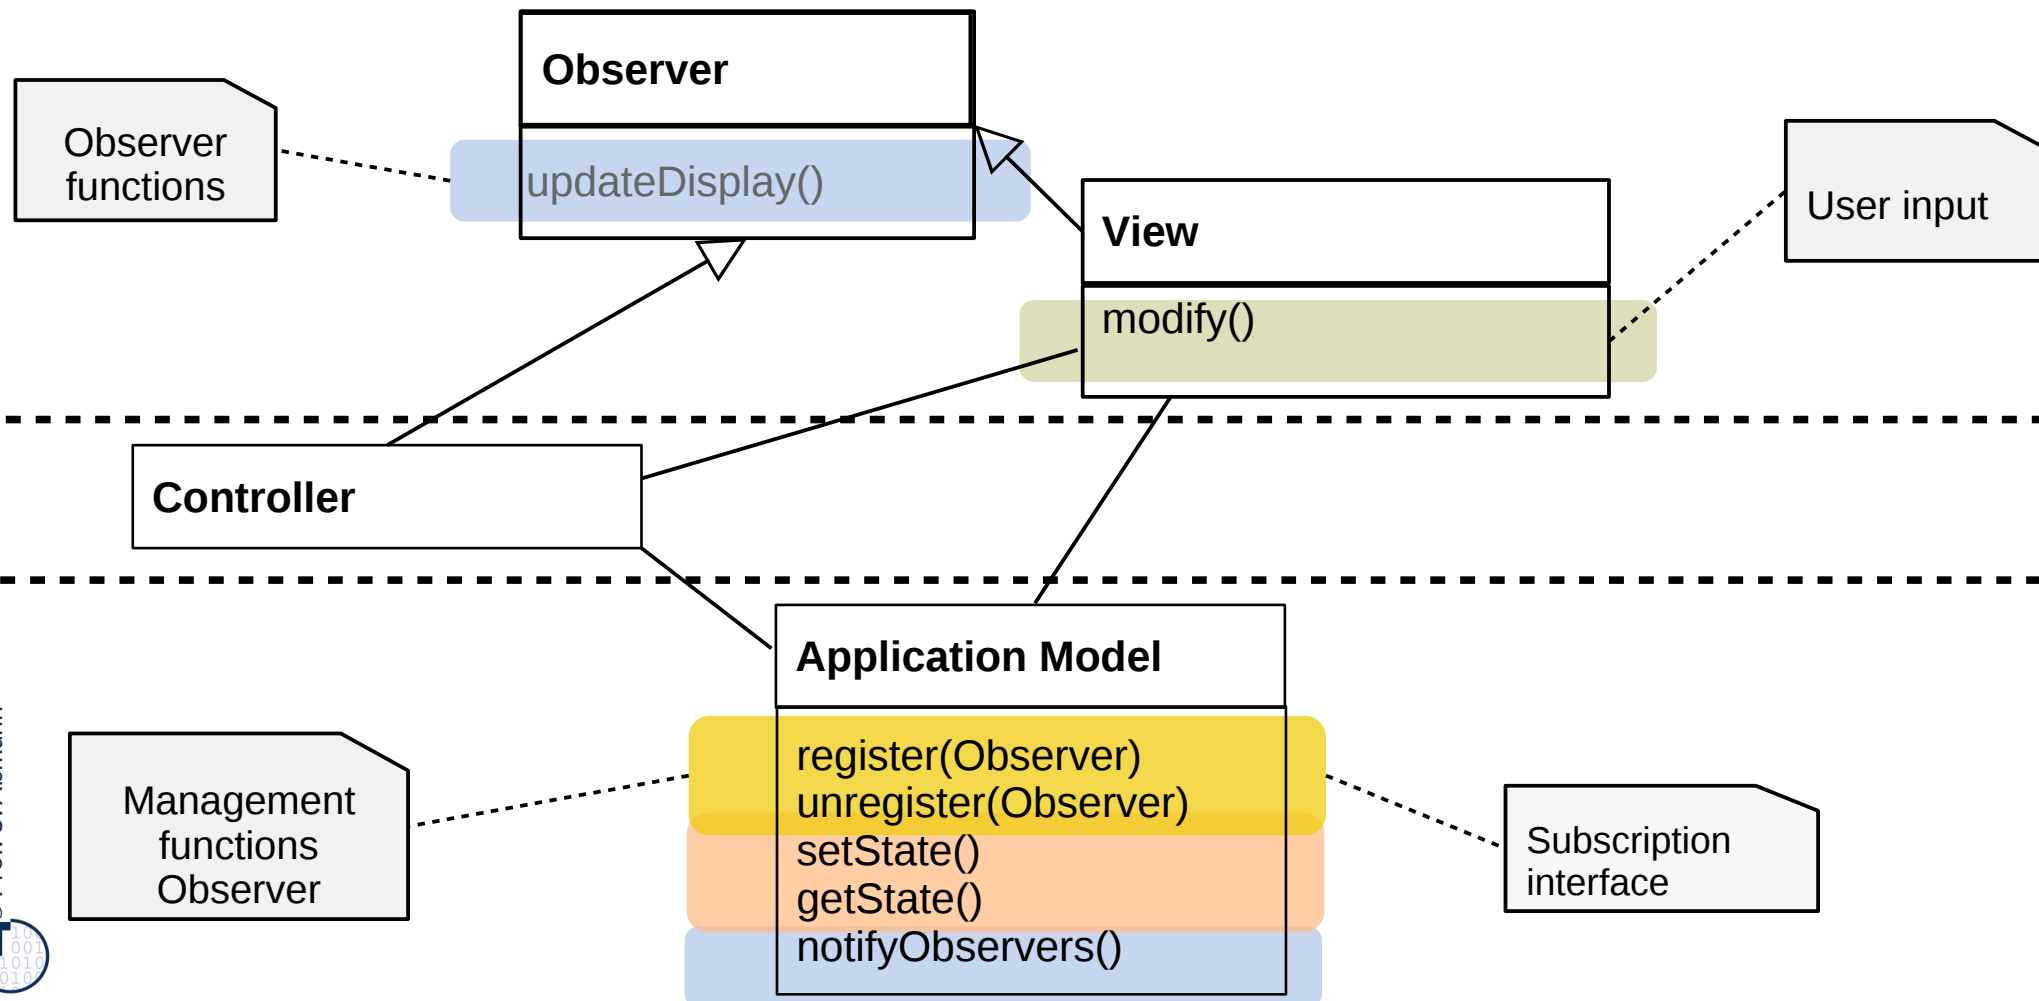 Observer
Observer
functions
updateDisplay()
View
User input
modify()
Controller
Application Model
register(Observer)
unregister(Observer)
setState()
getState()
notifyObservers()
Management
functions
Observer
Subscription
interface